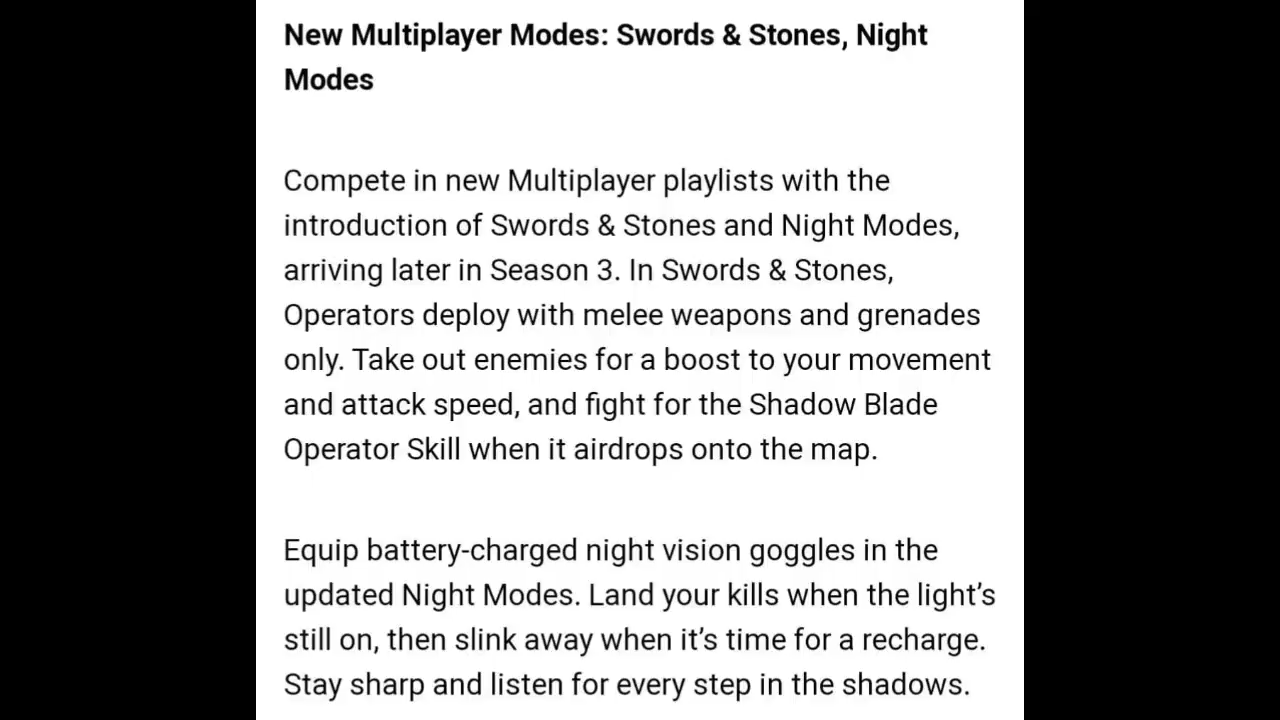 New Multiplayer Modes: Swords & Stones, Night
Modes
Compete in new Multiplayer playlists with the
introduction of Swords & Stones and Night Modes,
arriving later in Season 3. In Swords & Stones,
Operators deploy with melee weapons and grenades
only. Take out enemies for a boost to your movement
and attack speed, and fight for the Shadow Blade
Operator Skill when it airdrops onto the map.
Equip battery-charged night vision goggles in the
updated Night Modes. Land your kills when the light’s
still on, then slink away when it’s time for a recharge.
Stay sharp and listen for every step in the shadows.